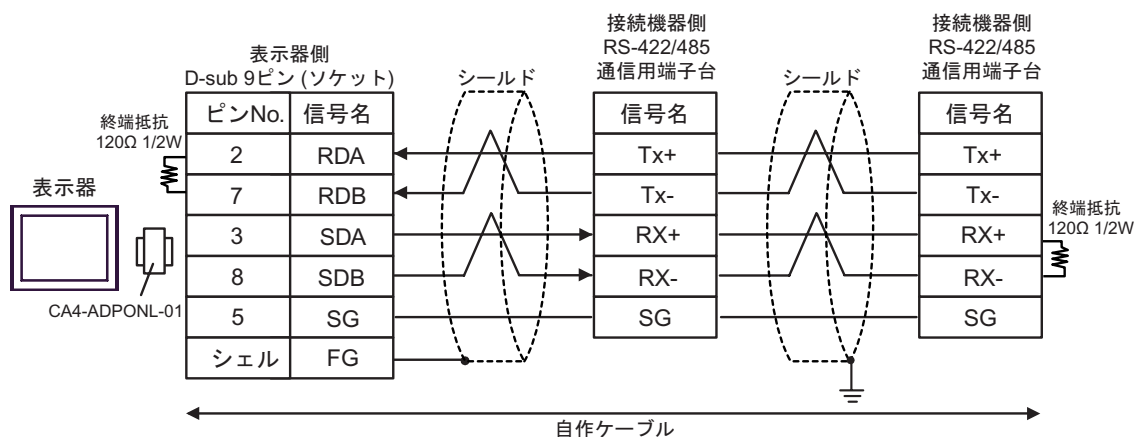 接続機器側
RS-422/485
通信用端子台
接続機器側
RS-422/485
通信用端子台
表示器側
D-sub 9ピン (ソケット)
シールド
シールド
ピンNo. 信号名
信号名
信号名
終端抵抗
120Ω 1/2W
2 RDA
Tx+
Tx+
表示器
7 RDB
Tx-
Tx-
終端抵抗
120Ω 1/2W
3 SDA
RX+
RX+
8 SDB
RX-
RX-
CA4-ADPONL-01
5 SG
SG
SG
シェル FG
自作ケーブル